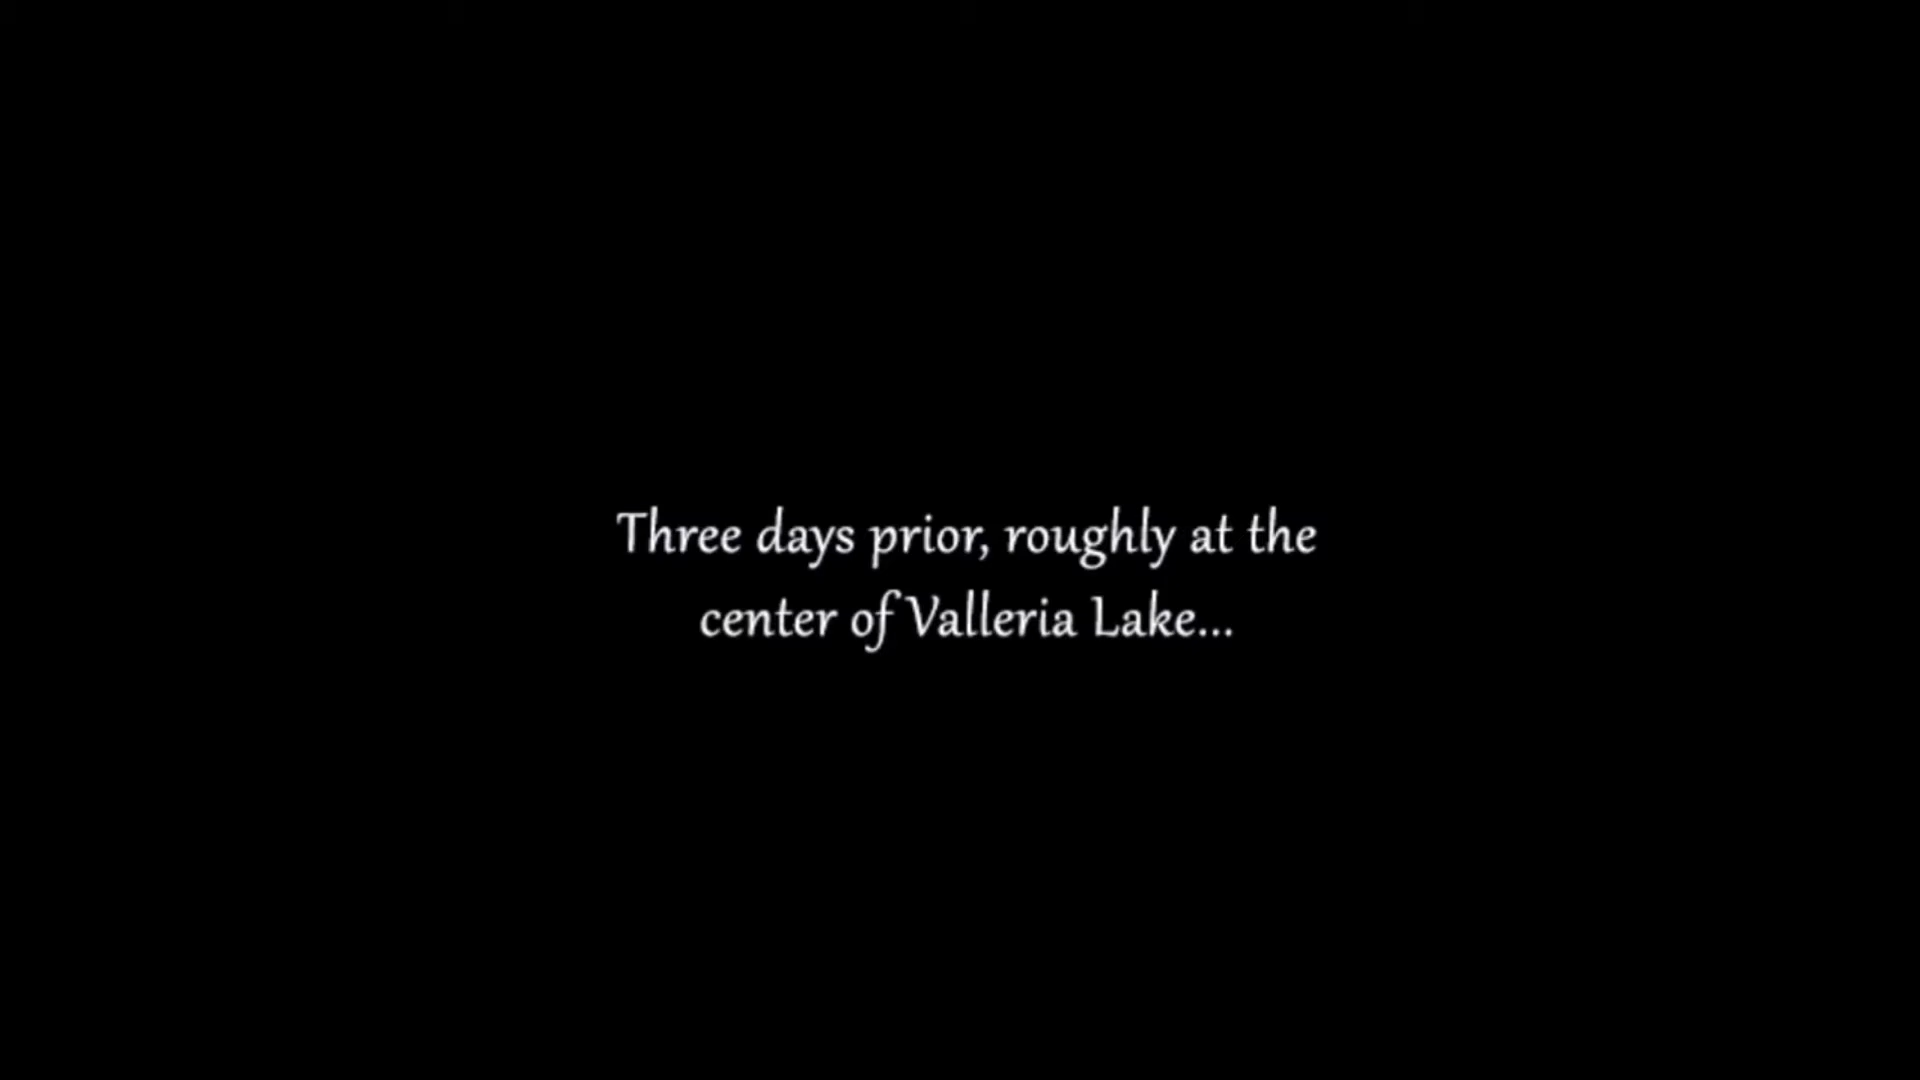 Three days prior, roughly at the
center of Valleria Lake...